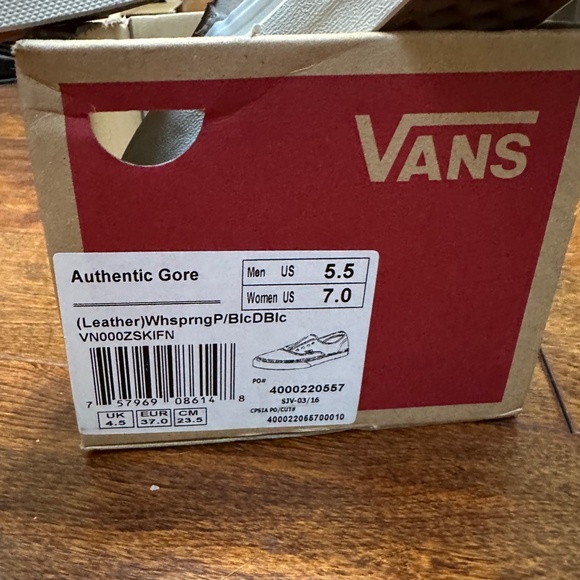 VANS
Authentic Gore
Men US 5.5
Women US 7.0
(Leather)WhsprngP/BlcDBlc
VN000ZSKIFN
PO# 4000220557
SJV-03/16
CPSIA PO/CUT#
400022055700010
7 57969 08614 8
UK EUR CM
4.5 37.0 23.5